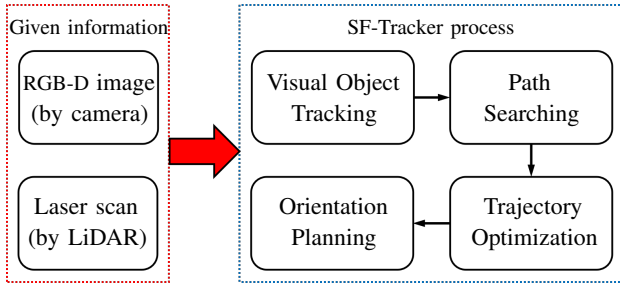 Given information
RGB-D image
(by camera)
Laser scan
(by LiDAR)
SF-Tracker process
Visual Object
Tracking
Path
Searching
Trajectory
Optimization
Orientation
Planning